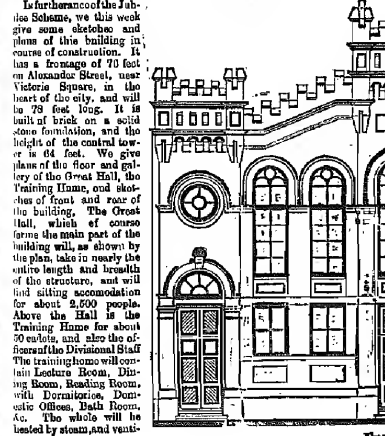 In furtherance of the Jub-
ilee Scheme, we this week
give some sketches and
plans of this building in
course of construction. It
has a frontage of 76 feet
on Alexander Street, near
Victoria Square, in the
heart of the city, and will
be 78 feet long. It is
built of brick on a solid
stone foundation, and the
height of the central tow-
er is 64 feet. We give
plans of the floor and gal-
lery of the Great Hall, the
Training Home, and sket-
ches of front and rear of
the building. The Great
Hall, which of course
forms the main part of the
building will, as shown by
the plan, take in nearly the
entire length and breadth
of the structure, and will
find sitting accomodation
for about 2,500 people.
Above the Hall is the
Training Home for about
50 cadets, and also the of-
fices of the Divisional Staff
The training home will con-
tain Lecture Room, Din-
ing Room, Reading Room,
with Dormitories, Dom-
estic Offices, Bath Room,
&c. The whole will be
heated by steam, and venti-